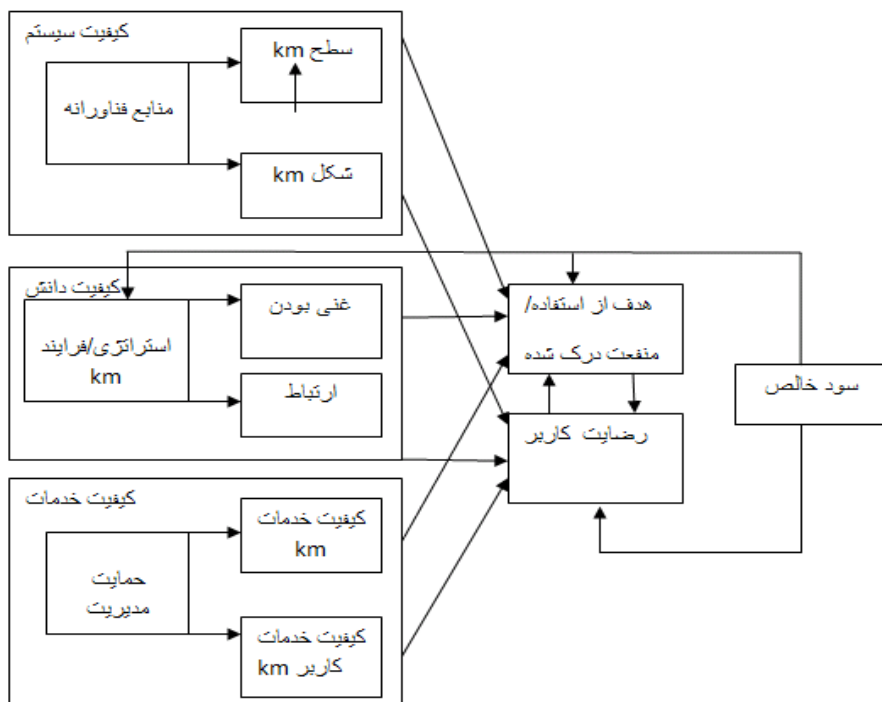 کیفیت سیستم
سطح km
منابع فناورانه
شکل km
کیفیت دانش
غنی بودن
استراتژی/فرایند
km
ارتباط
هدف از استفاده/
منفعت درک شده
سود خالص
رضایت کاربر
کیفیت خدمات
کیفیت خدمات
km
حمایت
مدیریت
کیفیت خدمات
کاربر km